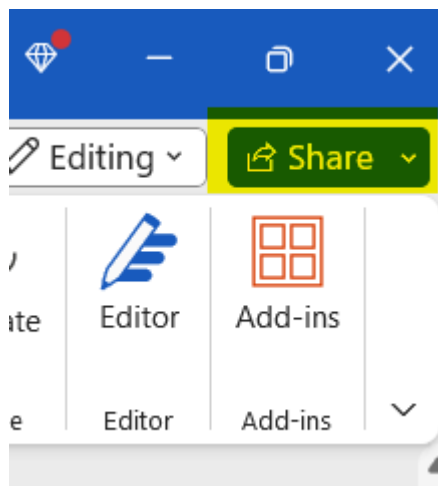 Editing
Share
ate
Editor
Add-ins
e
Editor
Add-ins